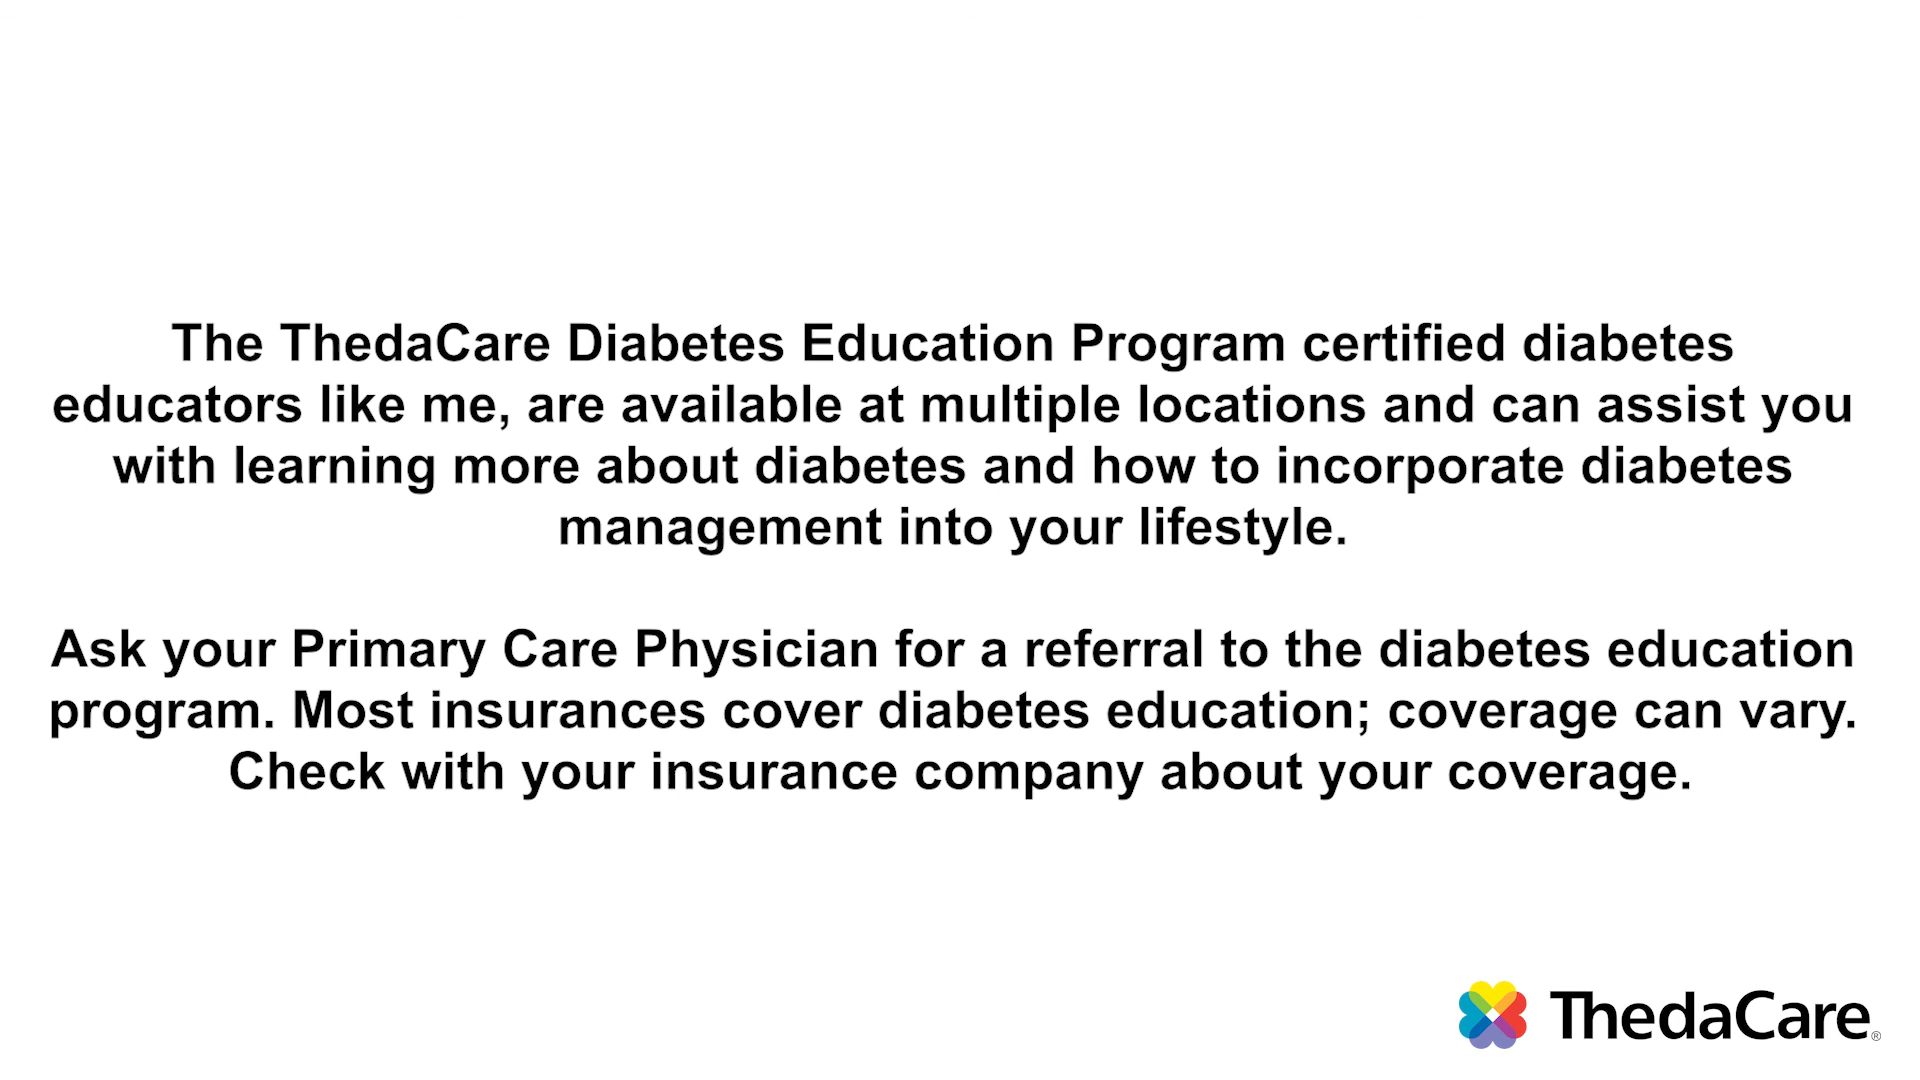 The ThedaCare Diabetes Education Program certified diabetes
educators like me, are available at multiple locations and can assist you
with learning more about diabetes and how to incorporate diabetes
management into your lifestyle.
Ask your Primary Care Physician for a referral to the diabetes education
program. Most insurances cover diabetes education; coverage can vary.
Check with your insurance company about your coverage.
ThedaCare®